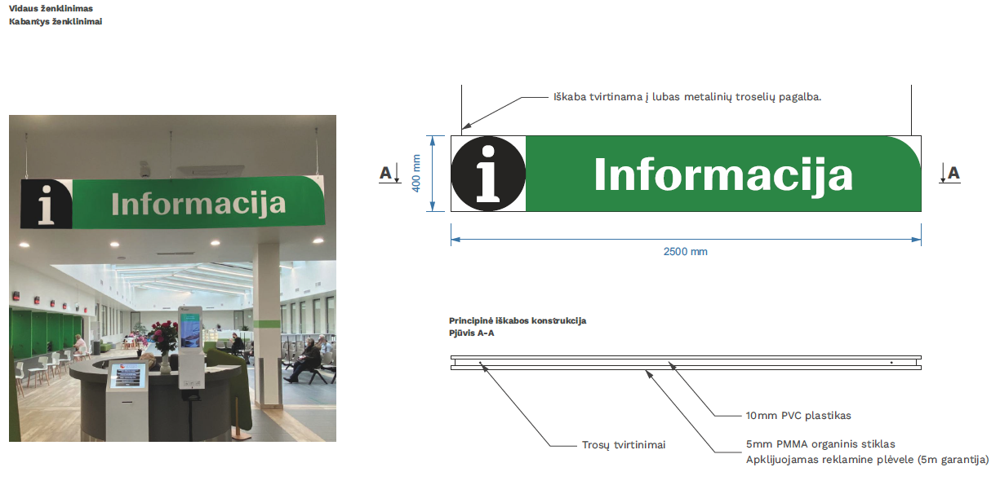 Vidaus ženklinimas
Kabantys ženklinimai
Iškaba tvirtinama į lubas metalinių troselių pagalba.
i Informacija
A
400 mm
i Informacija
A
2500 mm
Principinė iškabos konstrukcija
Pjūvis A-A
10mm PVC plastikas
Trosų tvirtinimai
5mm PMMA organinis stiklas
Apklijuojamas reklamine plėvele (5m garantija)